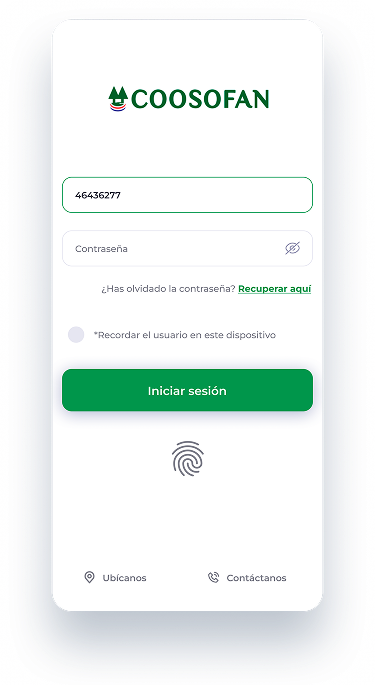 COOSOFAN
46436277
Contraseña
¿Has olvidado la contraseña? Recuperar aquí
*Recordar el usuario en este dispositivo
Iniciar sesión
Ubícanos Contáctanos